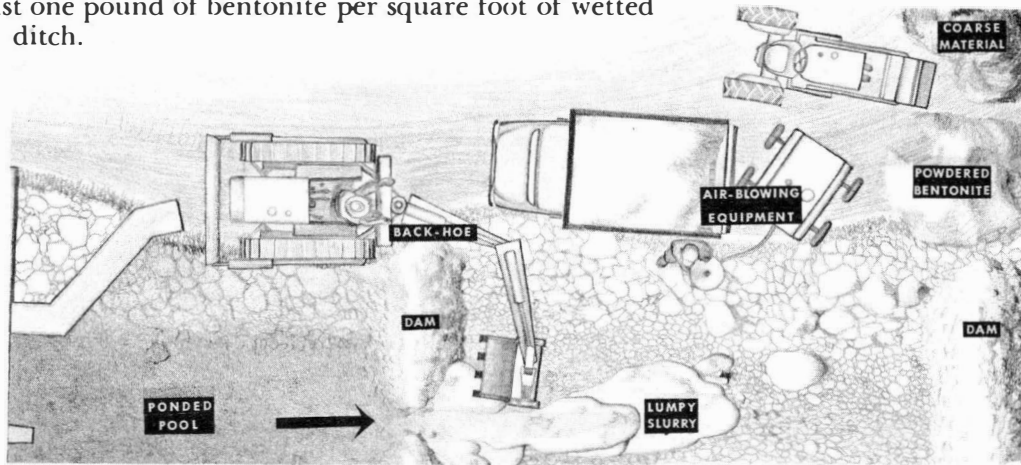 st one pound of bentonite per square foot of wetted
ditch.
COARSE
MATERIAL
POWDERED
BENTONITE
AIR-BLOWING
EQUIPMENT
BACK-HOE
DAM
DAM
PONDED
POOL
LUMPY
SLURRY